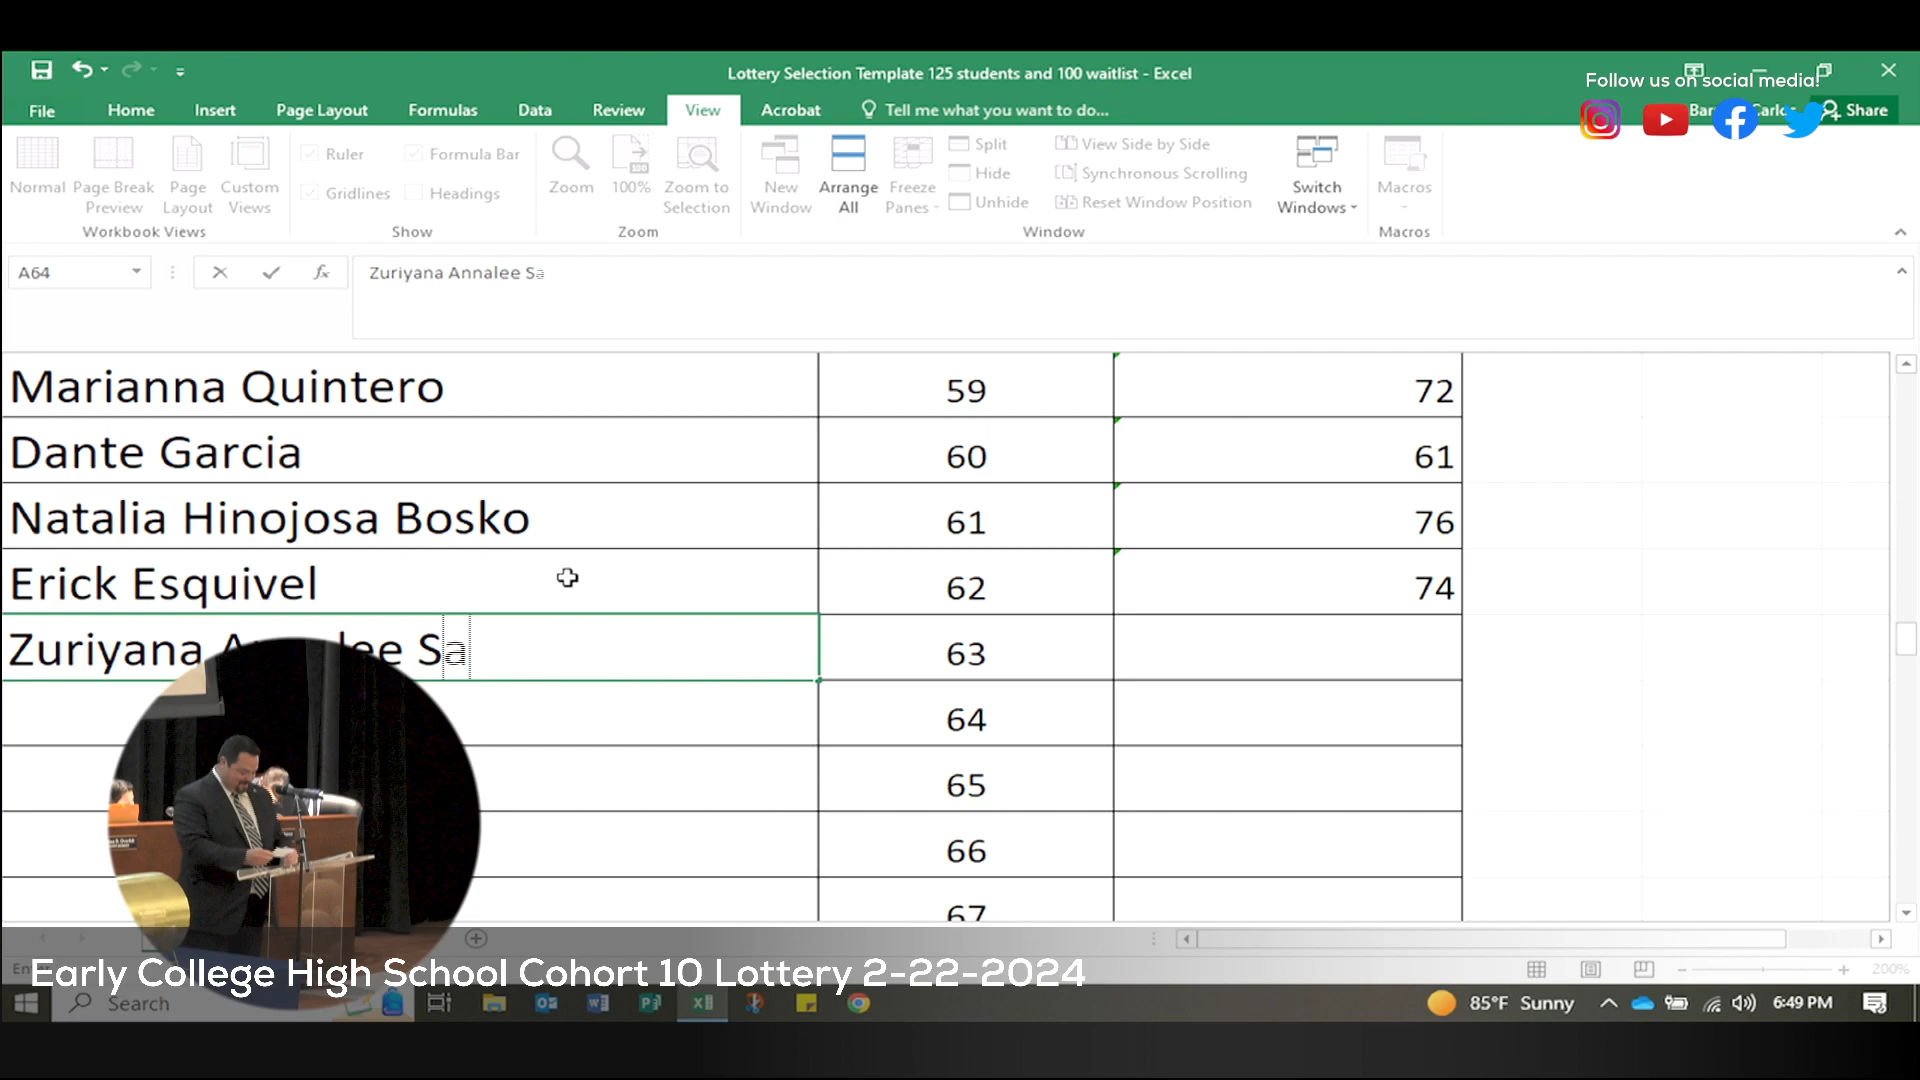 Lottery Selection Template 125 students and 100 waitlist - Excel
Follow us on social media!
File Home Insert Page Layout Formulas Data Review View Acrobat Tell me what you want to do... Share
Normal Page Break Preview Page Layout Custom Views
Workbook Views
Ruler Formula Bar
Gridlines Headings
Show
Zoom 100% Zoom to Selection
Zoom
New Window Arrange All Freeze Panes
Split View Side by Side
Hide Synchronous Scrolling
Unhide Reset Window Position
Switch Windows
Window
Macros
Macros
A64 fx Zuriyana Annalee Sa
Marianna Quintero 59 72
Dante Garcia 60 61
Natalia Hinojosa Bosko 61 76
Erick Esquivel 62 74
Zuriyana Annalee Sa 63
64
65
66
67
Early College High School Cohort 10 Lottery 2-22-2024
200%
Search 85°F Sunny 6:49 PM